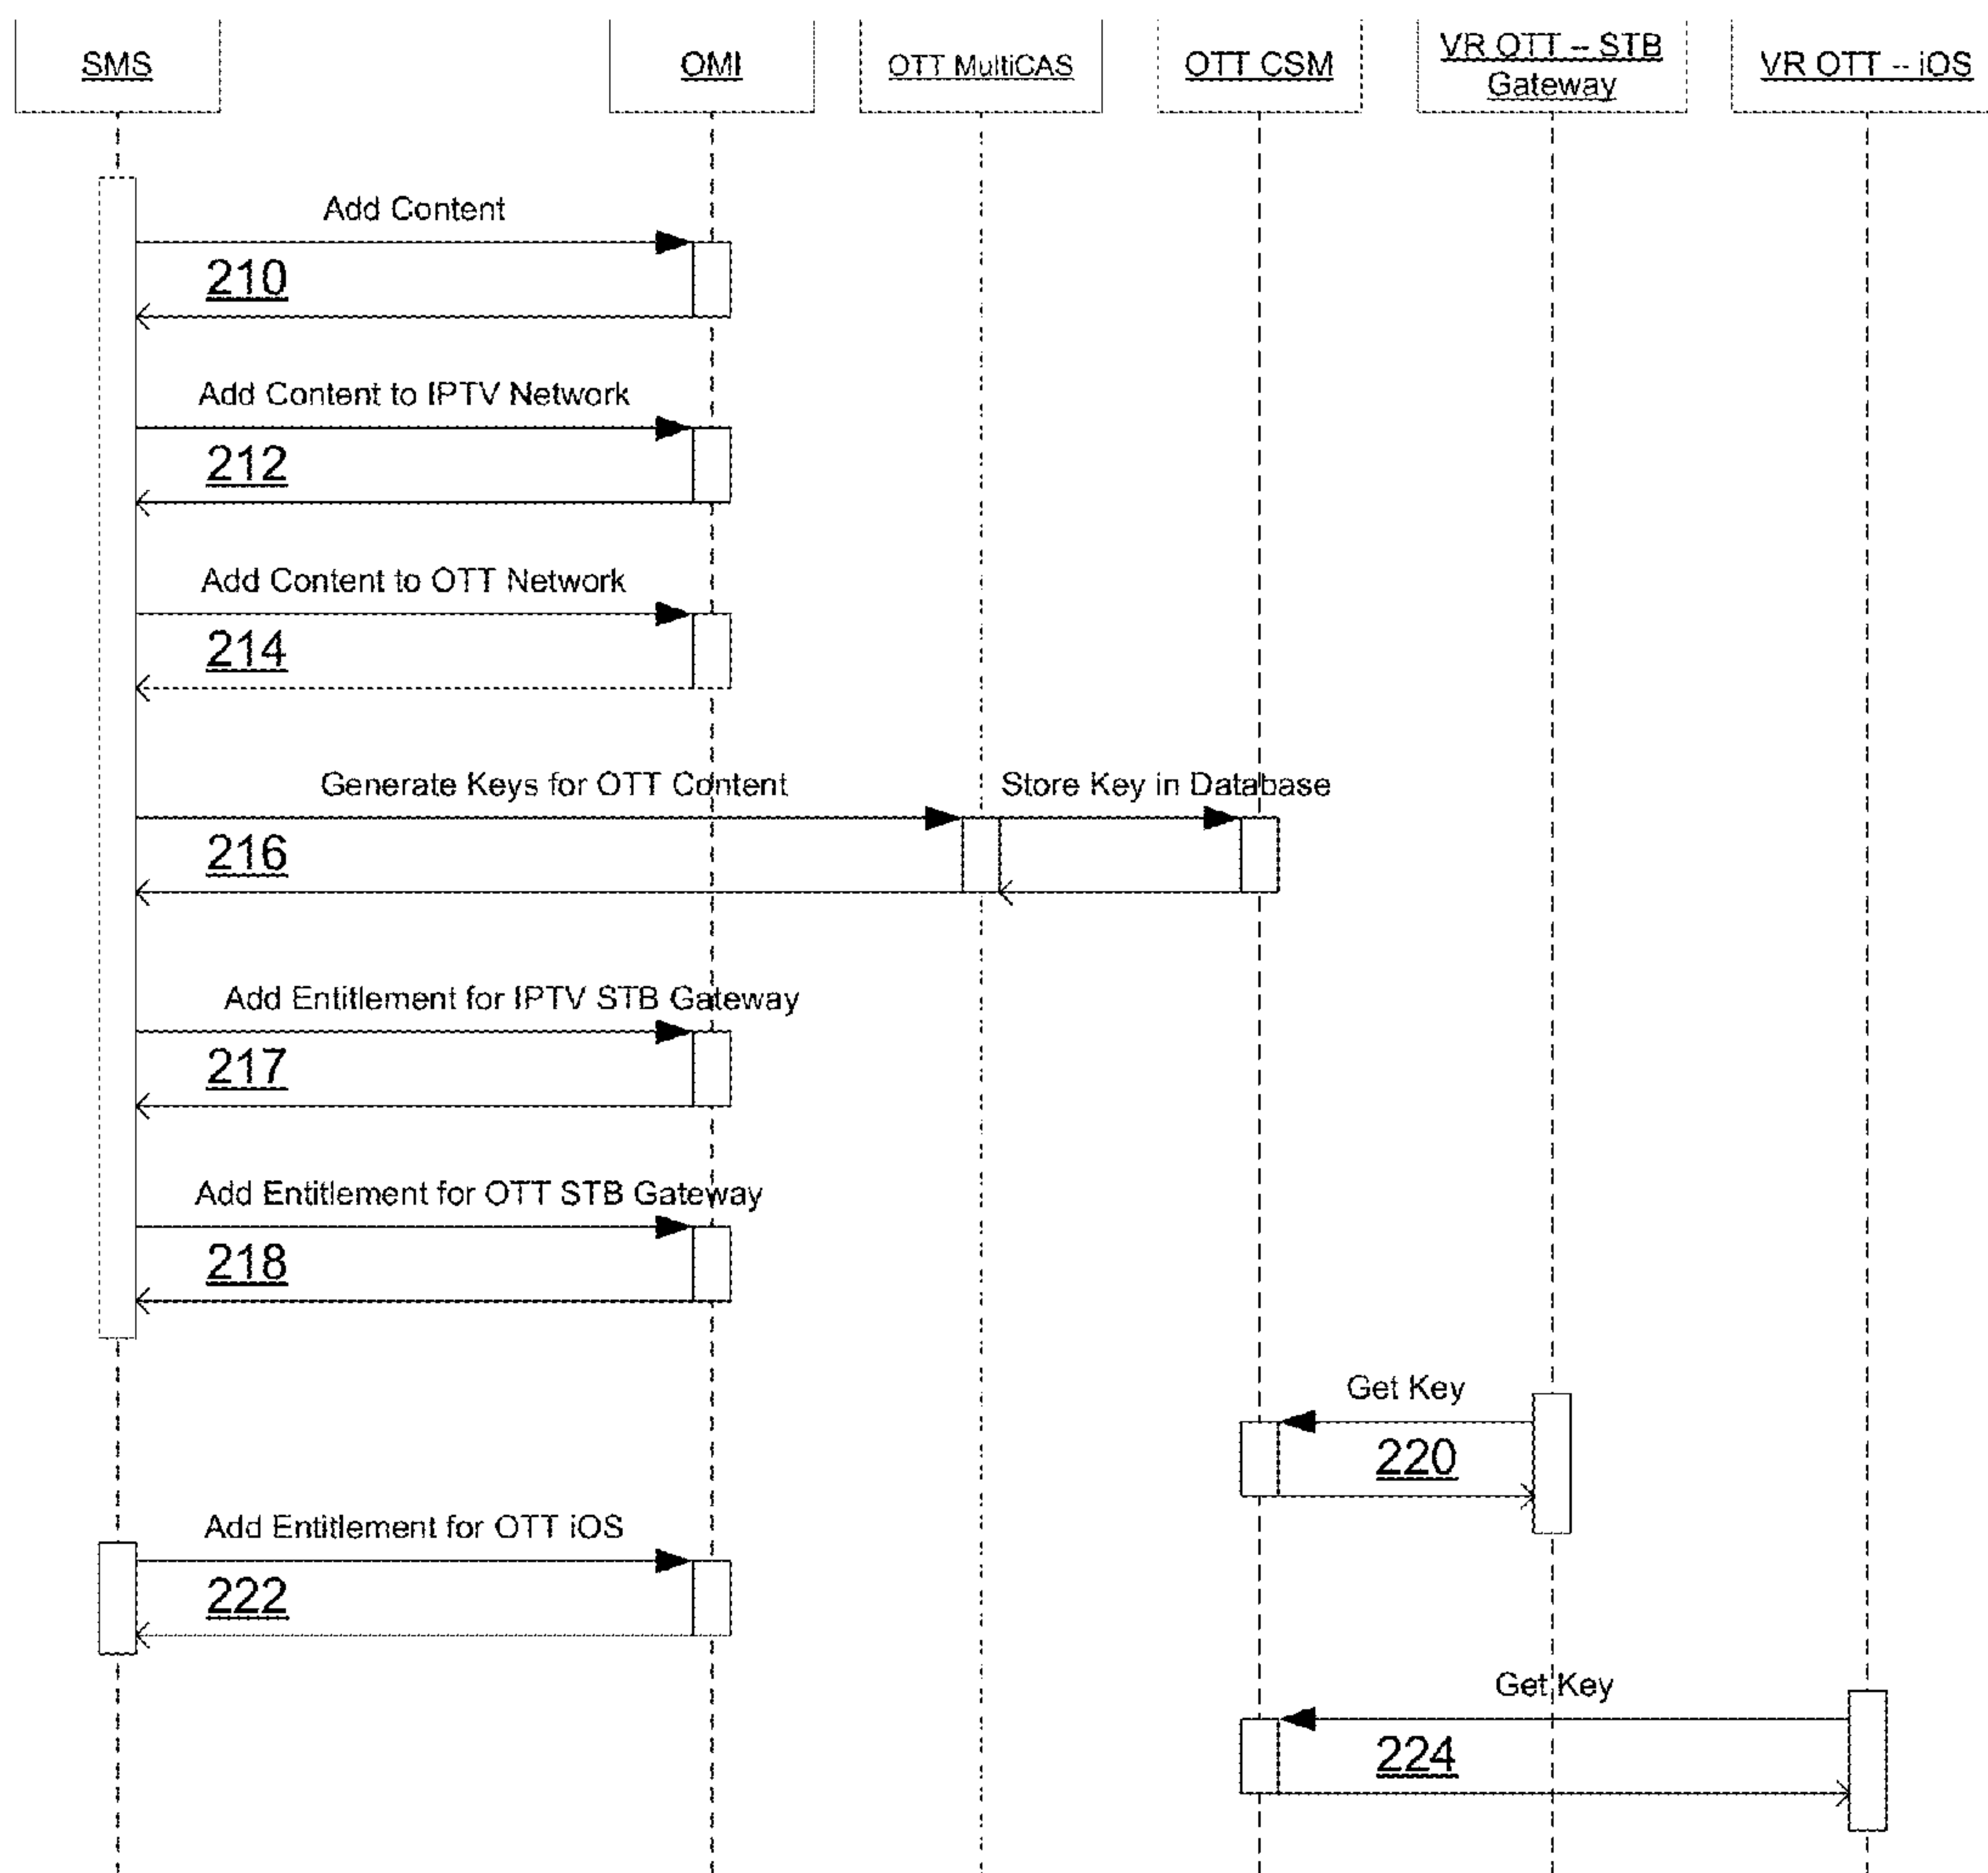 SMS
OMI
OTT MultiCAS
OTT CSM
VR OTT -- STB
Gateway
VR OTT -- iOS
Add Content
210
Add Content to IPTV Network
212
Add Content to OTT Network
214
Generate Keys for OTT Content
Store Key in Database
216
Add Entitlement for IPTV STB Gateway
217
Add Entitlement for OTT STB Gateway
218
Get Key
220
Add Entitlement for OTT iOS
222
Get Key
224